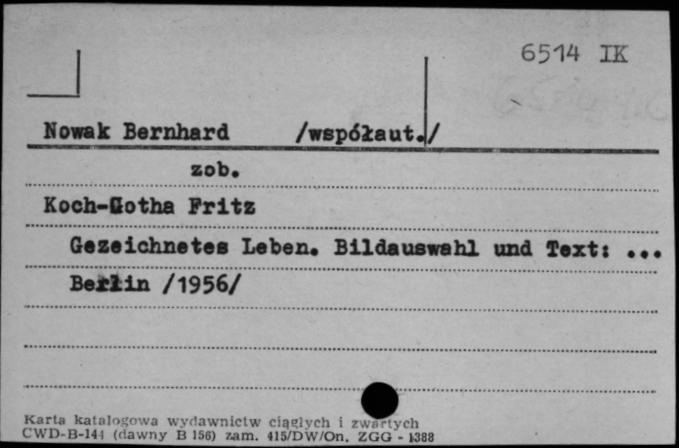 6514 IK
Nowak Bernhard /współaut./
zob.
Koch-Gotha Fritz
Gezeichnetes Leben. Bildauswahl und Text: ...
Berlin /1956/
Karta katalogowa wydawnictw ciągłych i zwartych
CWD-B-144 (dawny B 156) zam. 415/DW/On. ZGG - 1388